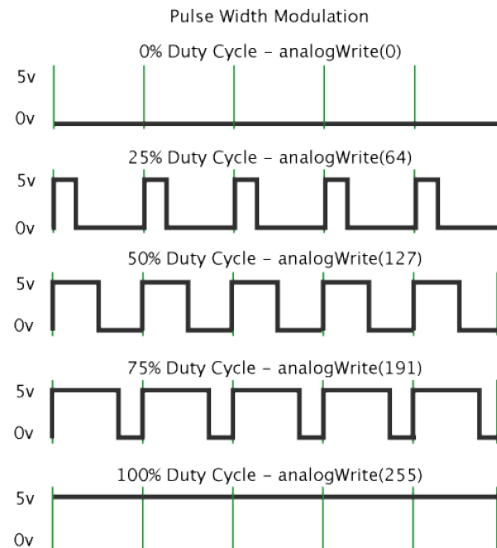 Pulse Width Modulation
0% Duty Cycle – analogWrite(0)
5v
0v
25% Duty Cycle – analogWrite(64)
5v
0v
50% Duty Cycle – analogWrite(127)
5v
0v
75% Duty Cycle – analogWrite(191)
5v
0v
100% Duty Cycle – analogWrite(255)
5v
0v